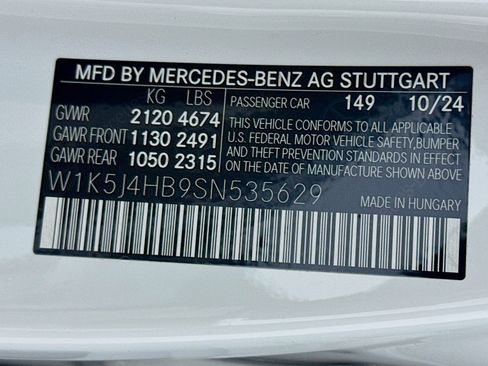 MFD BY MERCEDES-BENZ AG STUTTGART
KG LBS
GVWR 2120 4674
GAWR FRONT 1130 2491
GAWR REAR 1050 2315
PASSENGER CAR 149 10/24
THIS VEHICLE CONFORMS TO ALL APPLICABLE
U.S. FEDERAL MOTOR VEHICLE SAFETY,BUMPER
AND THEFT PREVENTION STANDARDS IN EFFECT
ON THE DATE OF MANUFACTURE SHOWN ABOVE
W1K5J4HB9SN535629
MADE IN HUNGARY